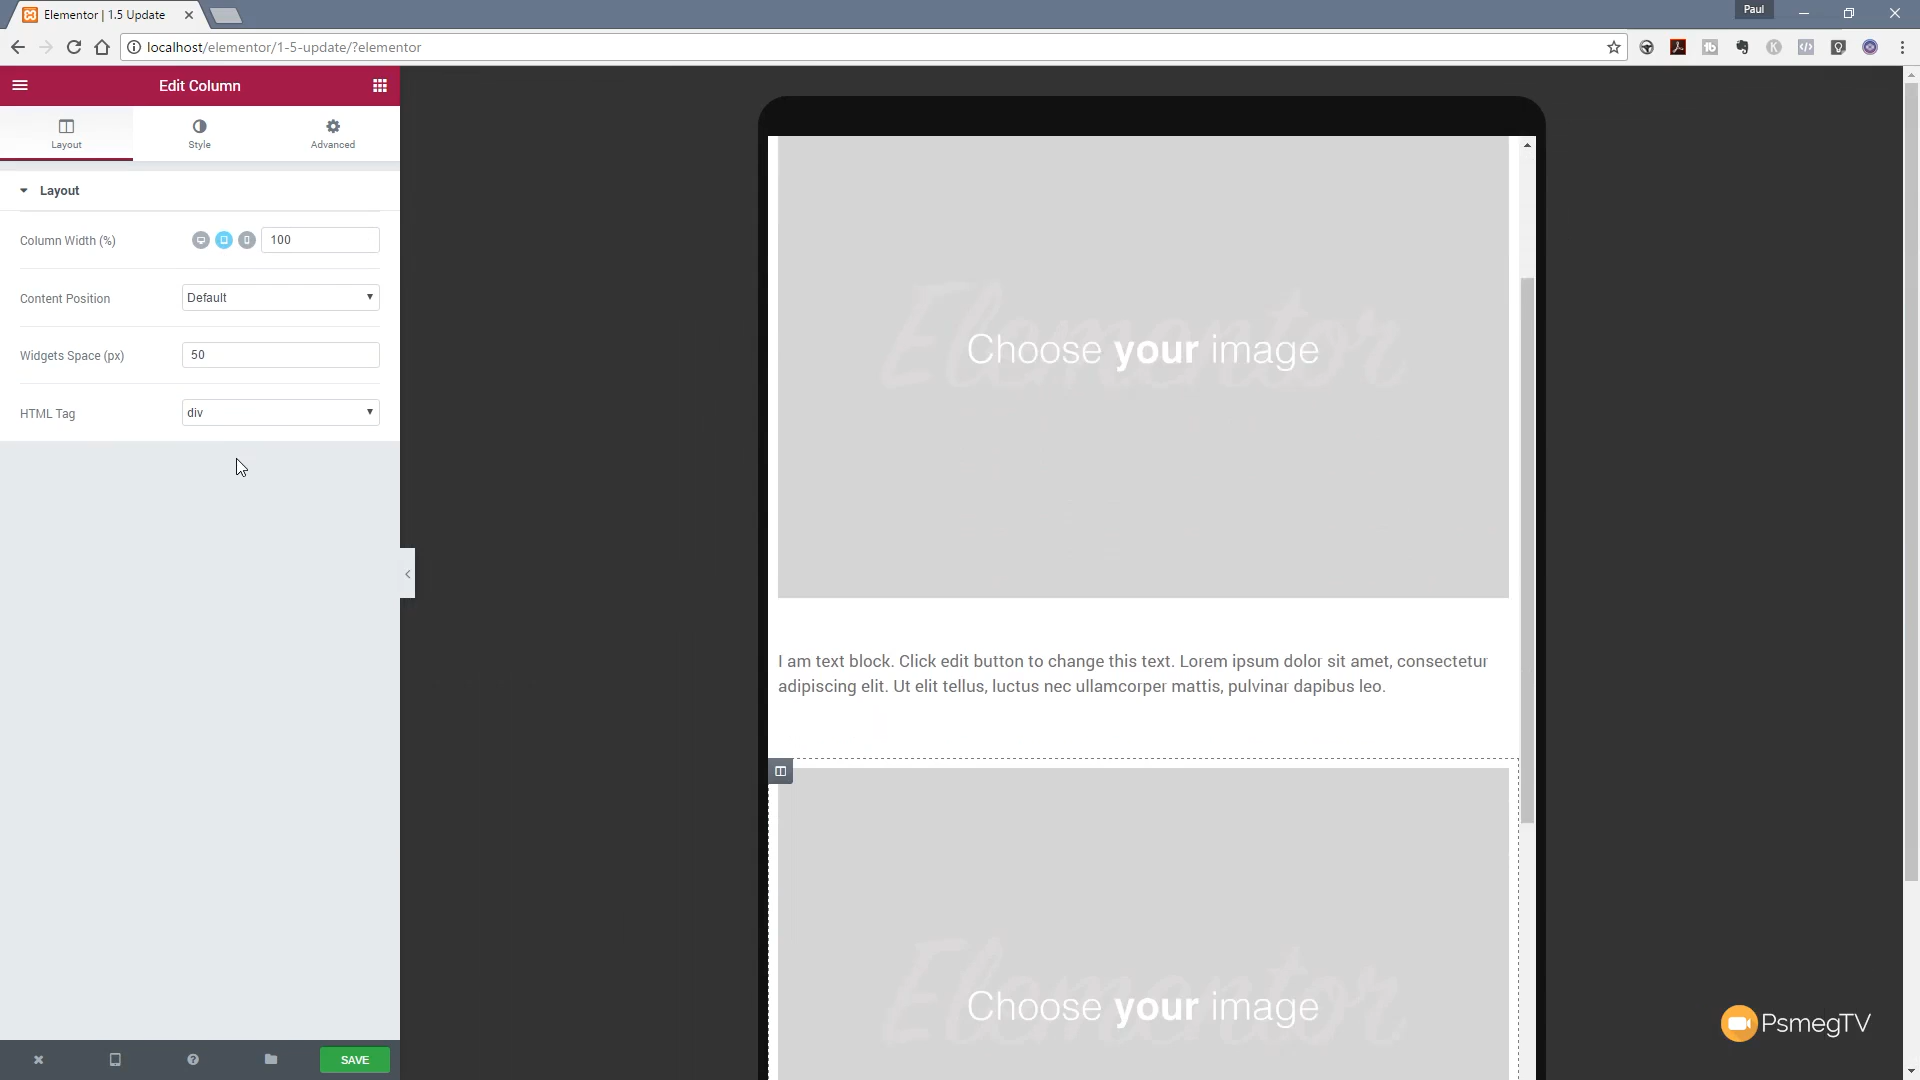 Elementor | 1.5 Update
Paul
localhost/elementor/1-5-update/?elementor
Edit Column
Layout
Style
Advanced
Layout
Column Width (%)
100
Content Position
Default
Widgets Space (px)
50
HTML Tag
div
SAVE
Elementor
Choose your image
I am text block. Click edit button to change this text. Lorem ipsum dolor sit amet, consectetur
adipiscing elit. Ut elit tellus, luctus nec ullamcorper mattis, pulvinar dapibus leo.
Elementor
Choose your image
PsmegTV